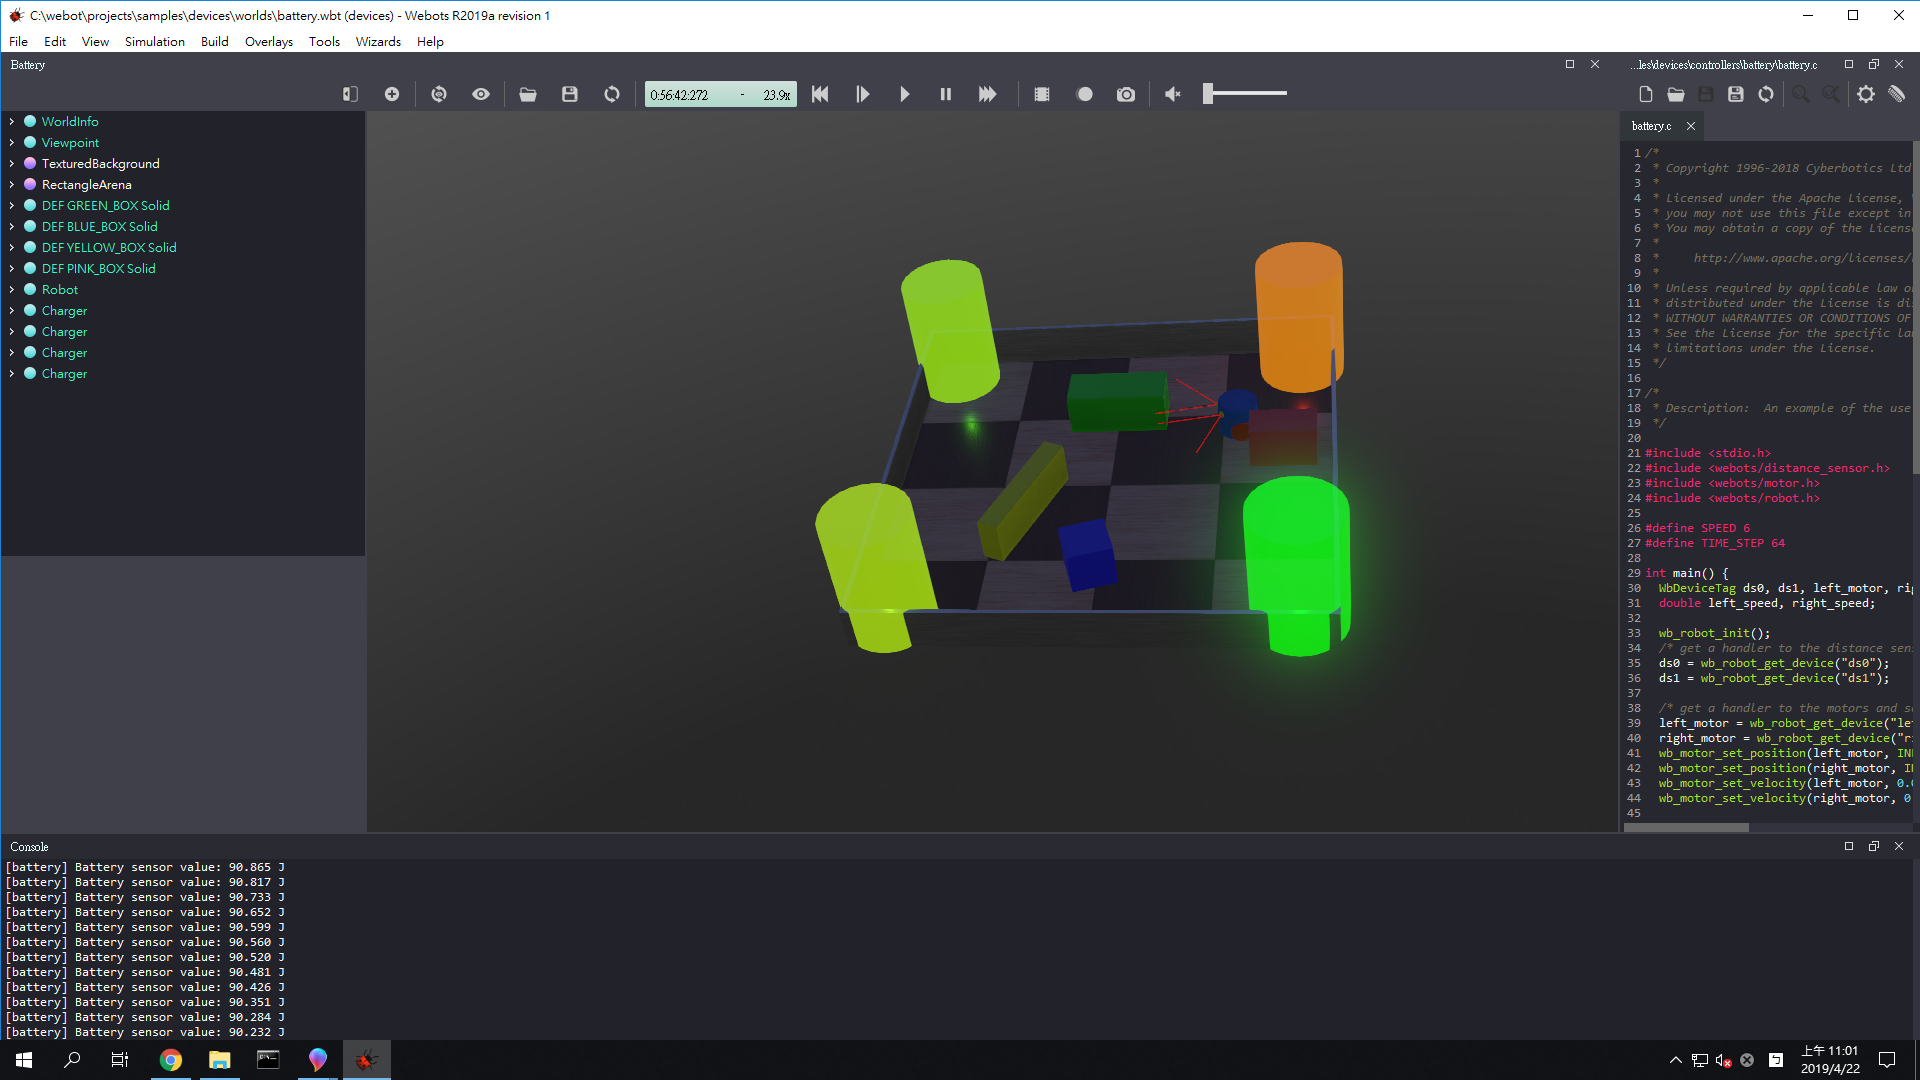 C:\webot\projects\samples\devices\worlds\battery.wbt (devices) - Webots R2019a revision 1
File Edit View Simulation Build Overlays Tools Wizards Help
Battery
...les\devices\controllers\battery\battery.c
0:56:42:272 - 23.9x
battery.c
WorldInfo
Viewpoint
TexturedBackground
RectangleArena
DEF GREEN_BOX Solid
DEF BLUE_BOX Solid
DEF YELLOW_BOX Solid
DEF PINK_BOX Solid
Robot
Charger
Charger
Charger
Charger
1 /*
2 * Copyright 1996-2018 Cyberbotics Ltd
3 *
4 * Licensed under the Apache License,
5 * you may not use this file except in
6 * You may obtain a copy of the License
7 *
8 * http://www.apache.org/licenses/
9 *
10 * Unless required by applicable law o
11 * distributed under the License is di
12 * WITHOUT WARRANTIES OR CONDITIONS OF
13 * See the License for the specific la
14 * limitations under the License.
15 */
16
17 /*
18 * Description: An example of the use
19 */
20
21 #include <stdio.h>
22 #include <webots/distance_sensor.h>
23 #include <webots/motor.h>
24 #include <webots/robot.h>
25
26 #define SPEED 6
27 #define TIME_STEP 64
28
29 int main() {
30 WbDeviceTag ds0, ds1, left_motor, rig
31 double left_speed, right_speed;
32
33 wb_robot_init();
34 /* get a handler to the distance sen
35 ds0 = wb_robot_get_device("ds0");
36 ds1 = wb_robot_get_device("ds1");
37
38 /* get a handler to the motors and s
39 left_motor = wb_robot_get_device("le
40 right_motor = wb_robot_get_device("r
41 wb_motor_set_position(left_motor, IN
42 wb_motor_set_position(right_motor, I
43 wb_motor_set_velocity(left_motor, 0.
44 wb_motor_set_velocity(right_motor, 0
45
Console
[battery] Battery sensor value: 90.865 J
[battery] Battery sensor value: 90.817 J
[battery] Battery sensor value: 90.733 J
[battery] Battery sensor value: 90.652 J
[battery] Battery sensor value: 90.599 J
[battery] Battery sensor value: 90.560 J
[battery] Battery sensor value: 90.520 J
[battery] Battery sensor value: 90.481 J
[battery] Battery sensor value: 90.426 J
[battery] Battery sensor value: 90.351 J
[battery] Battery sensor value: 90.284 J
[battery] Battery sensor value: 90.232 J
上午 11:01
2019/4/22